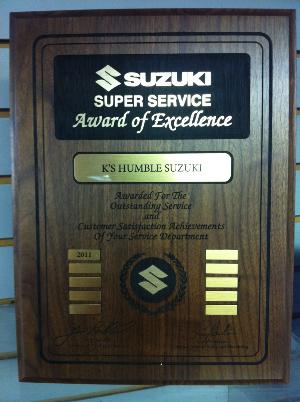 SUZUKI
SUPER SERVICE
Award of Excellence
K'S HUMBLE SUZUKI
Awarded For The
Outstanding Service
and
Customer Satisfaction Achievements
Of Your Service Department
2011